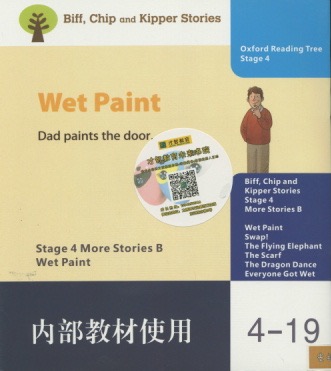 Biff, Chip and Kipper Stories
Oxford Reading Tree
Stage 4
Wet Paint
Dad paints the door.
Biff, Chip and
Kipper Stories
Stage 4
More Stories B
Wet Paint
Swap!
The Flying Elephant
The Scarf
The Dragon Dance
Everyone Got Wet
Stage 4 More Stories B
Wet Paint
内部教材使用
4-19